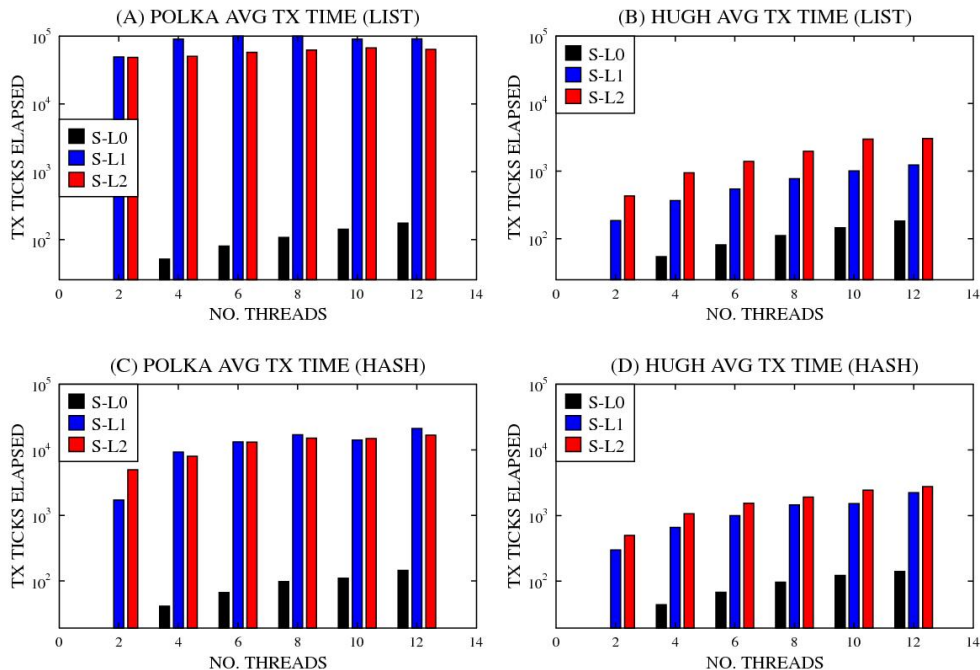 (A) POLKA AVG TX TIME (LIST)
TX TICKS ELAPSED
10^5
10^4
10^3
10^2
S-L0
S-L1
S-L2
0 2 4 6 8 10 12 14
NO. THREADS
(B) HUGH AVG TX TIME (LIST)
TX TICKS ELAPSED
10^5
10^4
10^3
10^2
S-L0
S-L1
S-L2
0 2 4 6 8 10 12 14
NO. THREADS
(C) POLKA AVG TX TIME (HASH)
TX TICKS ELAPSED
10^5
10^4
10^3
10^2
S-L0
S-L1
S-L2
0 2 4 6 8 10 12 14
NO. THREADS
(D) HUGH AVG TX TIME (HASH)
TX TICKS ELAPSED
10^5
10^4
10^3
10^2
S-L0
S-L1
S-L2
0 2 4 6 8 10 12 14
NO. THREADS